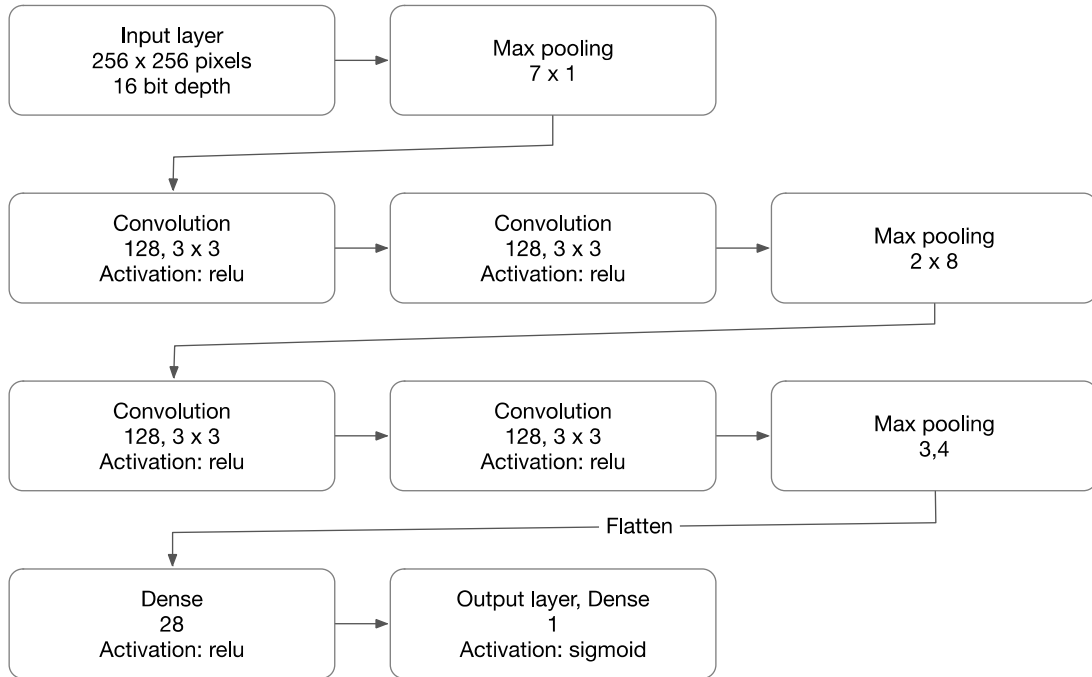 Input layer
256 x 256 pixels
16 bit depth
Max pooling
7 x 1
Convolution
128, 3 x 3
Activation: relu
Convolution
128, 3 x 3
Activation: relu
Max pooling
2 x 8
Convolution
128, 3 x 3
Activation: relu
Convolution
128, 3 x 3
Activation: relu
Max pooling
3,4
Flatten
Dense
28
Activation: relu
Output layer, Dense
1
Activation: sigmoid